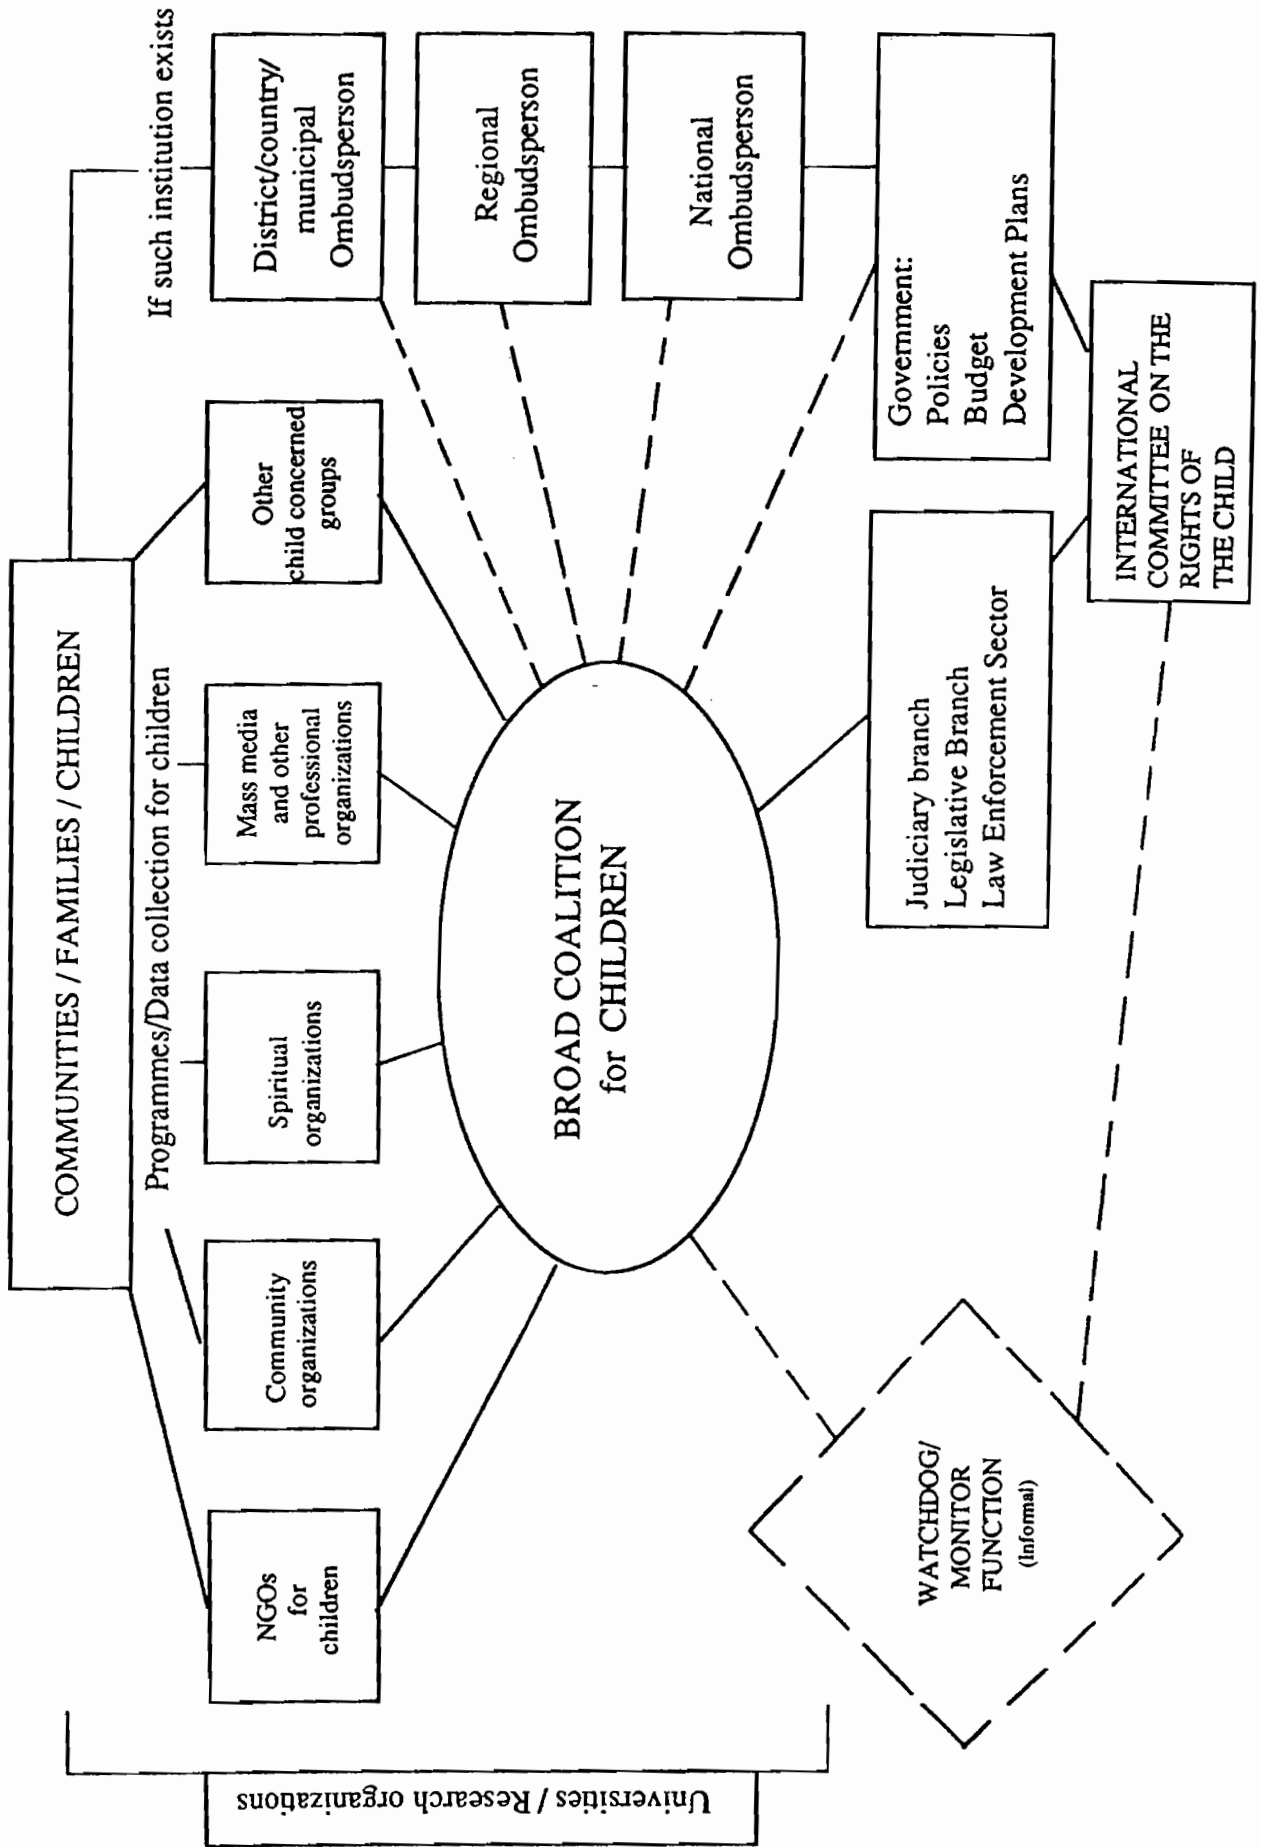 COMMUNITIES / FAMILIES / CHILDREN
Programmes/Data collection for children
If such institution exists
Universities / Research organizations
NGOs
for
children
Community
organizations
Spiritual
organizations
Mass media
and other
professional
organizations
Other
child concerned
groups
District/country/
municipal
Ombudsperson
Regional
Ombudsperson
National
Ombudsperson
BROAD COALITION
for CHILDREN
Government:
Policies
Budget
Development Plans
Judiciary branch
Legislative Branch
Law Enforcement Sector
WATCHDOG/
MONITOR
FUNCTION
(Informal)
INTERNATIONAL
COMMITTEE ON THE
RIGHTS OF
THE CHILD